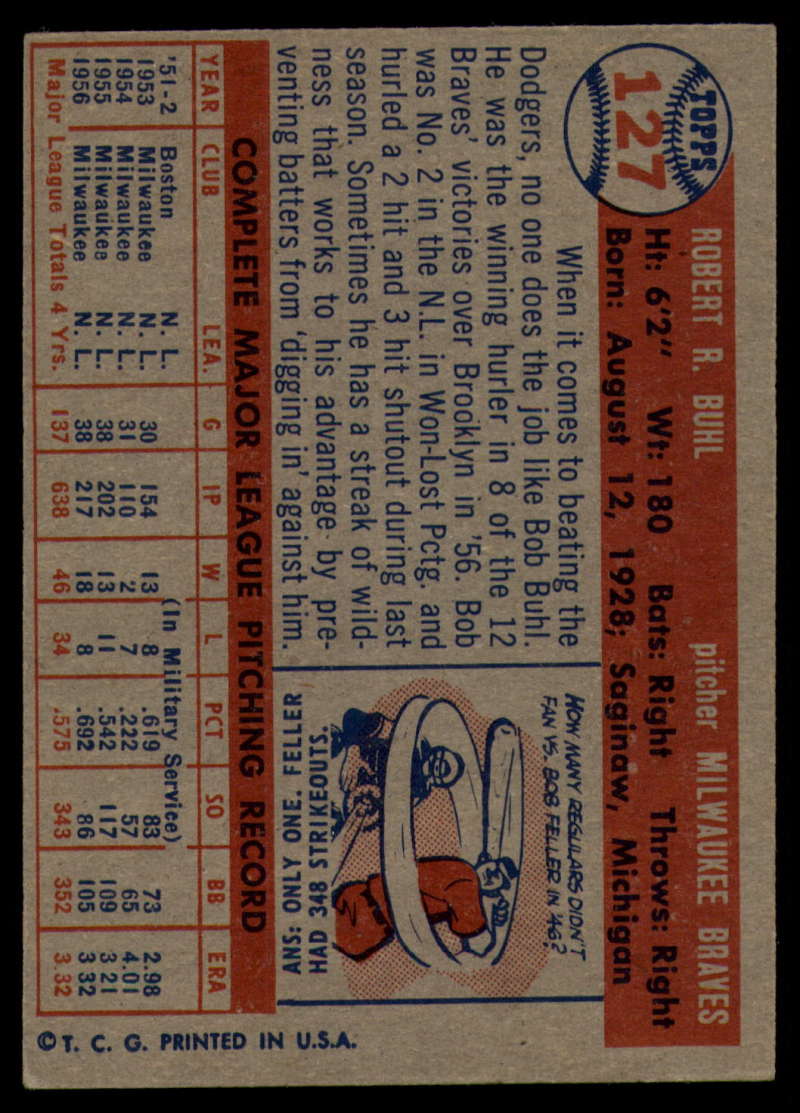 TOPPS
127
ROBERT R. BUHL pitcher MILWAUKEE BRAVES
Ht: 6'2" Wt: 180 Bats: Right Throws: Right
Born: August 12, 1928; Saginaw, Michigan
When it comes to beating the
Dodgers, no one does the job like Bob Buhl.
He was the winning hurler in 8 of the 12
Braves' victories over Brooklyn in '56. Bob
was No. 2 in the N.L. in Won-Lost Pctg. and
hurled a 2 hit and 3 hit shutout during last
season. Sometimes he has a streak of wild-
ness that works to his advantage by pre-
venting batters from 'digging in' against him.
HOW MANY REGULARS DIDN'T
FAN VS. BOB FELLER IN '46?
ANS: ONLY ONE. FELLER
HAD 348 STRIKEOUTS.
COMPLETE MAJOR LEAGUE PITCHING RECORD
YEAR CLUB LEA. G IP W L PCT SO BB ERA
'51-2 Boston N. L. (In Military Service)
1953 Milwaukee N. L. 30 154 13 8 .619 83 73 2.98
1954 Milwaukee N. L. 31 110 2 7 .222 57 65 4.01
1955 Milwaukee N. L. 38 202 13 11 .542 117 109 3.21
1956 Milwaukee N. L. 38 217 18 8 .692 86 105 3.32
Major League Totals 4 Yrs. 137 638 46 34 .575 343 352 3.32
© T. C. G. PRINTED IN U.S.A.